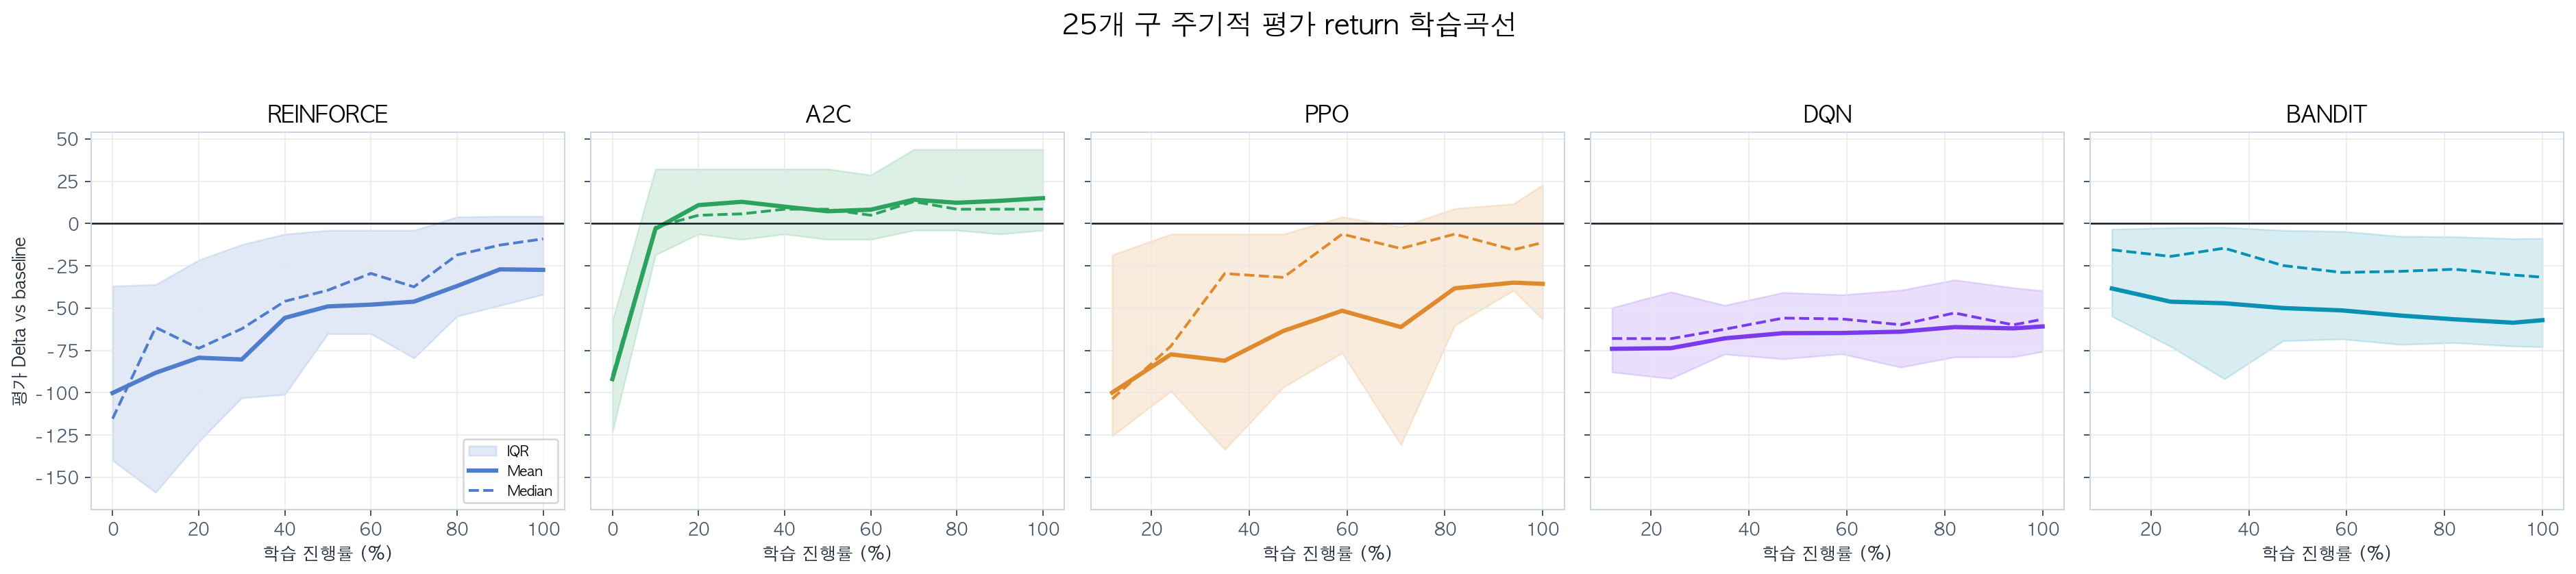 25개 구 주기적 평가 return 학습곡선
REINFORCE
A2C
PPO
DQN
BANDIT
평가 Delta vs baseline
50
25
0
-25
-50
-75
-100
-125
-150
IQR
Mean
Median
0 20 40 60 80 100
0 20 40 60 80 100
20 40 60 80 100
20 40 60 80 100
20 40 60 80 100
학습 진행률 (%)
학습 진행률 (%)
학습 진행률 (%)
학습 진행률 (%)
학습 진행률 (%)